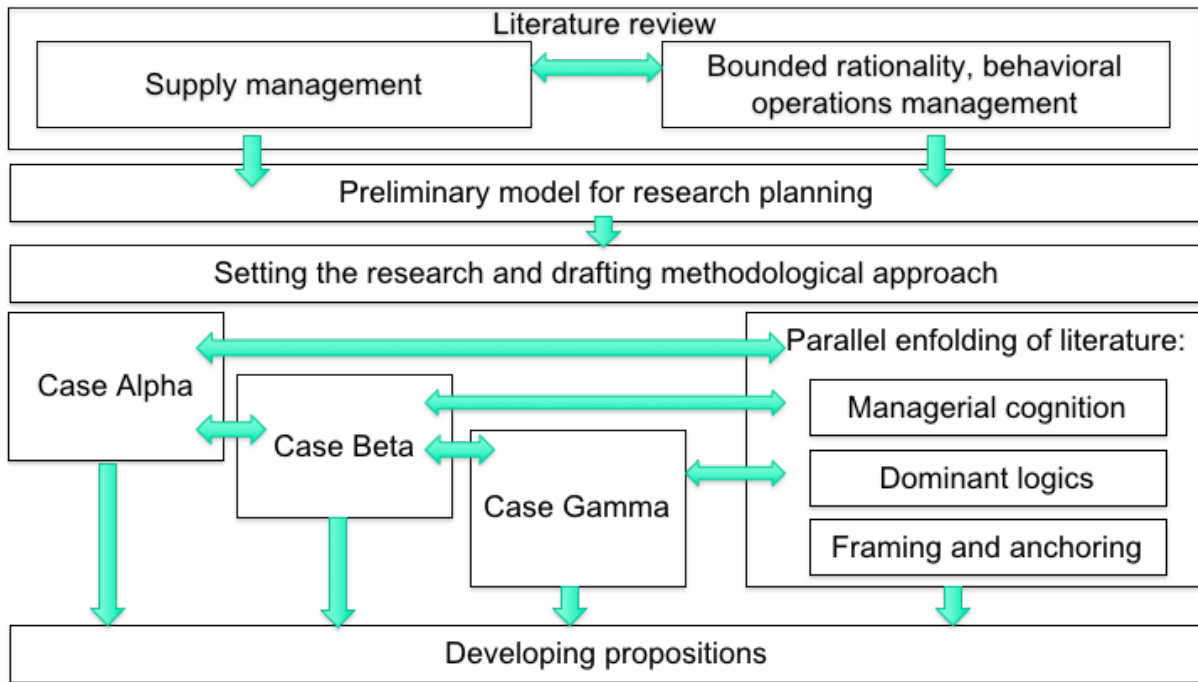 Literature review
Supply management
Bounded rationality, behavioral
operations management
Preliminary model for research planning
Setting the research and drafting methodological approach
Case Alpha
Case Beta
Case Gamma
Parallel enfolding of literature:
Managerial cognition
Dominant logics
Framing and anchoring
Developing propositions